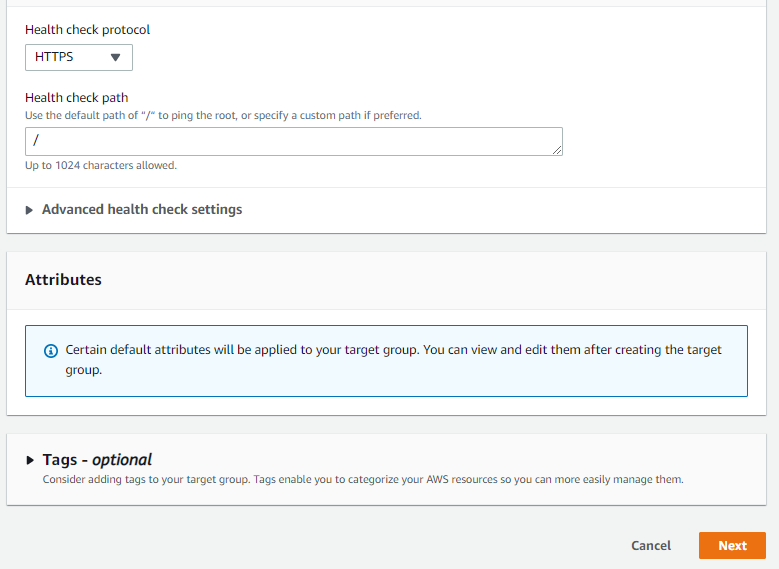 Health check protocol
HTTPS
Health check path
Use the default path of "/" to ping the root, or specify a custom path if preferred.
/
Up to 1024 characters allowed.
Advanced health check settings
Attributes
Certain default attributes will be applied to your target group. You can view and edit them after creating the target
group.
Tags - optional
Consider adding tags to your target group. Tags enable you to categorize your AWS resources so you can more easily manage them.
Cancel
Next